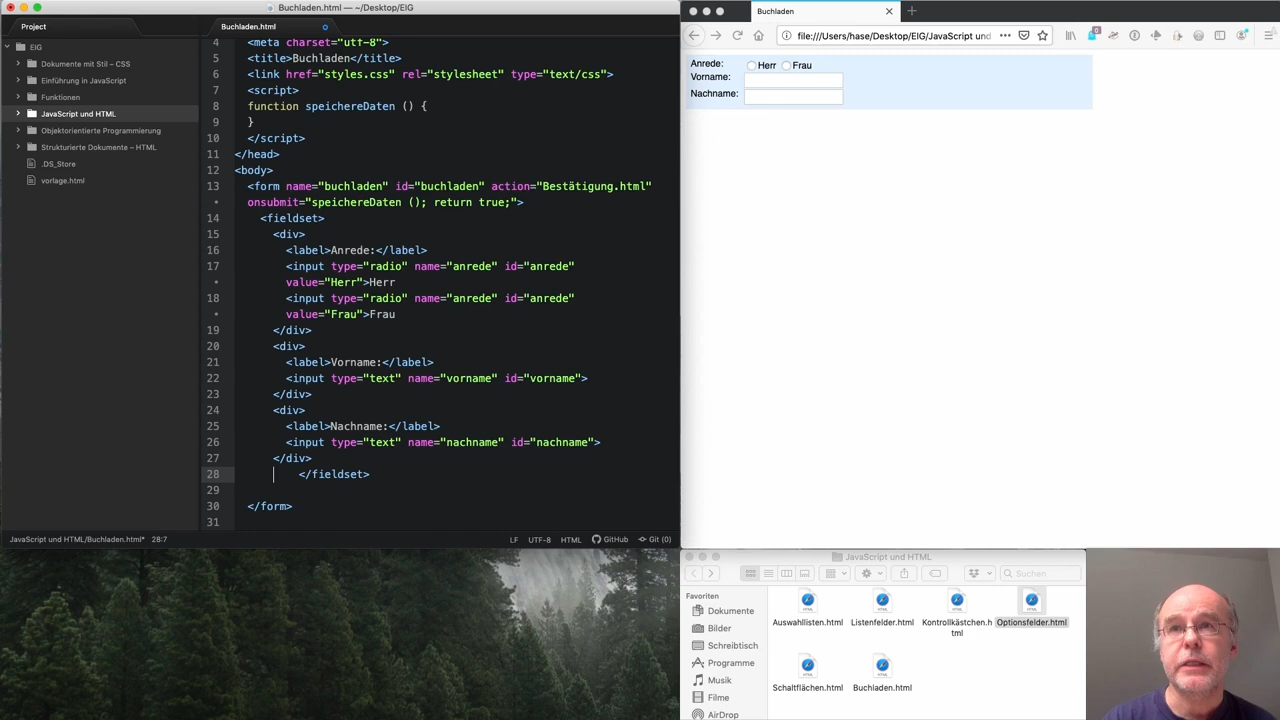 Buchladen.html — ~/Desktop/EIG
Project
Buchladen.html
EIG
Dokumente mit Stil – CSS
Einführung in JavaScript
Funktionen
JavaScript und HTML
Objektorientierte Programmierung
Strukturierte Dokumente – HTML
.DS_Store
vorlage.html
4 <meta charset="utf-8">
5 <title>Buchladen</title>
6 <link href="styles.css" rel="stylesheet" type="text/css">
7 <script>
8 function speichereDaten () {
9 }
10 </script>
11 </head>
12 <body>
13 <form name="buchladen" id="buchladen" action="Bestätigung.html"
• onsubmit="speichereDaten (); return true;">
14 <fieldset>
15 <div>
16 <label>Anrede:</label>
17 <input type="radio" name="anrede" id="anrede"
• value="Herr">Herr
18 <input type="radio" name="anrede" id="anrede"
• value="Frau">Frau
19 </div>
20 <div>
21 <label>Vorname:</label>
22 <input type="text" name="vorname" id="vorname">
23 </div>
24 <div>
25 <label>Nachname:</label>
26 <input type="text" name="nachname" id="nachname">
27 </div>
28 </fieldset>
29
30 </form>
31
JavaScript und HTML/Buchladen.html* 28:7
LF UTF-8 HTML GitHub Git (0)
Buchladen
file:///Users/hase/Desktop/EIG/JavaScript und
0
Anrede: Herr Frau
Vorname:
Nachname:
JavaScript und HTML
Suchen
Favoriten
Dokumente
Bilder
Schreibtisch
Programme
Musik
Filme
AirDrop
Auswahllisten.html
Listenfelder.html
Kontrollkästchen.h
tml
Optionsfelder.html
Schaltflächen.html
Buchladen.html